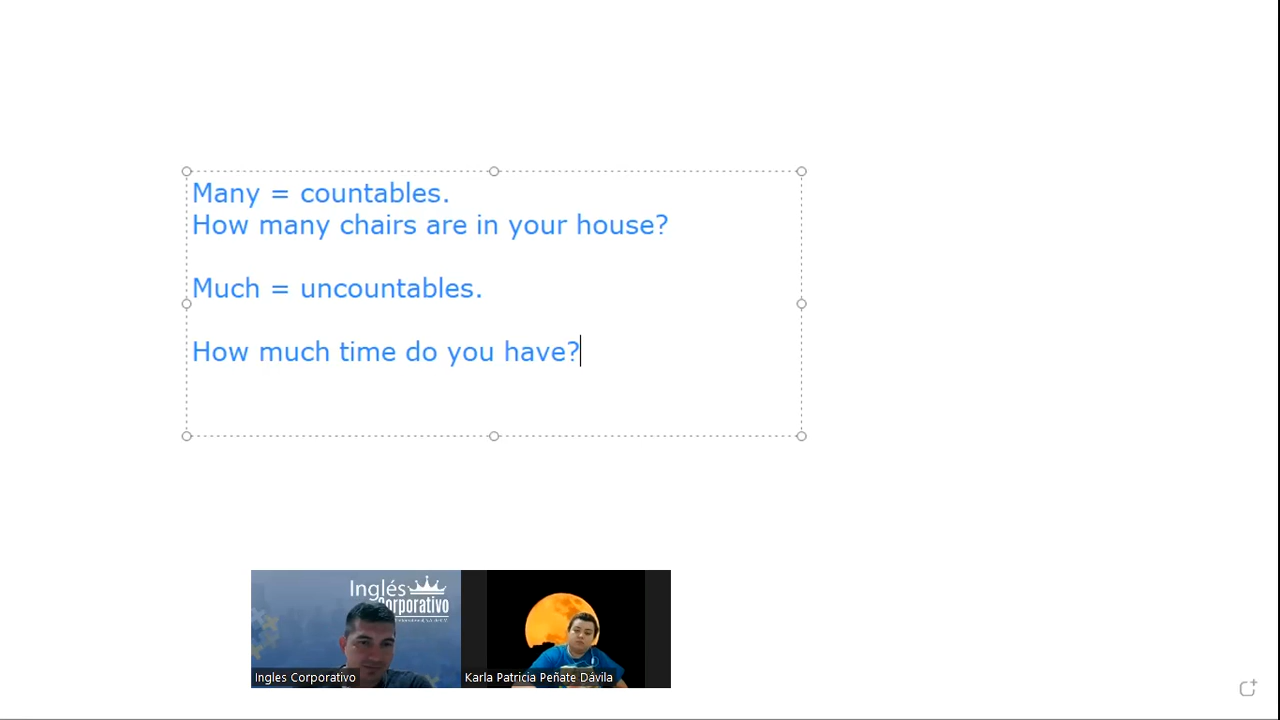 Many = countables.
How many chairs are in your house?
Much = uncountables.
How much time do you have?
Inglés
Corporativo
Ingles Corporativo
Karla Patricia Peñate Dávila